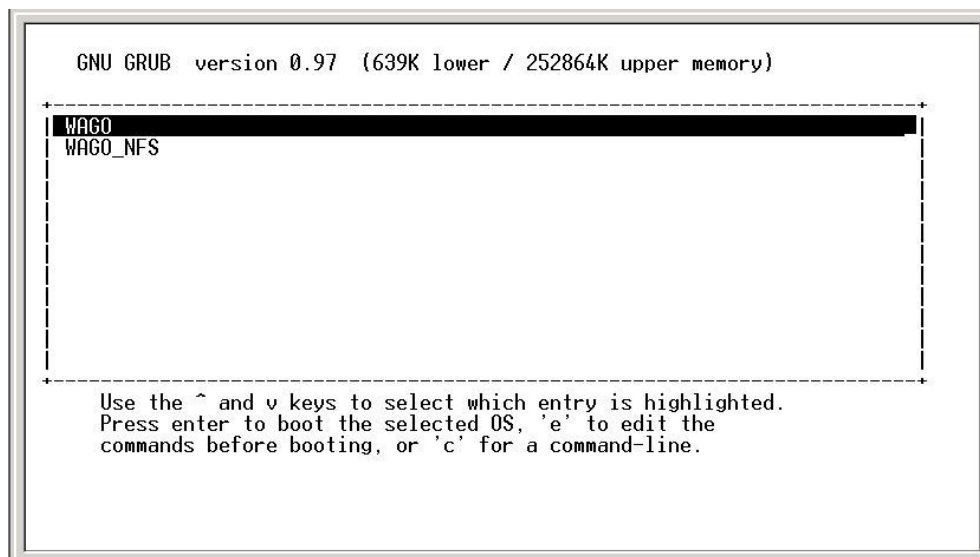 GNU GRUB  version 0.97  (639K lower / 252864K upper memory)
WAGO
WAGO_NFS
Use the ^ and v keys to select which entry is highlighted.
Press enter to boot the selected OS, 'e' to edit the
commands before booting, or 'c' for a command-line.